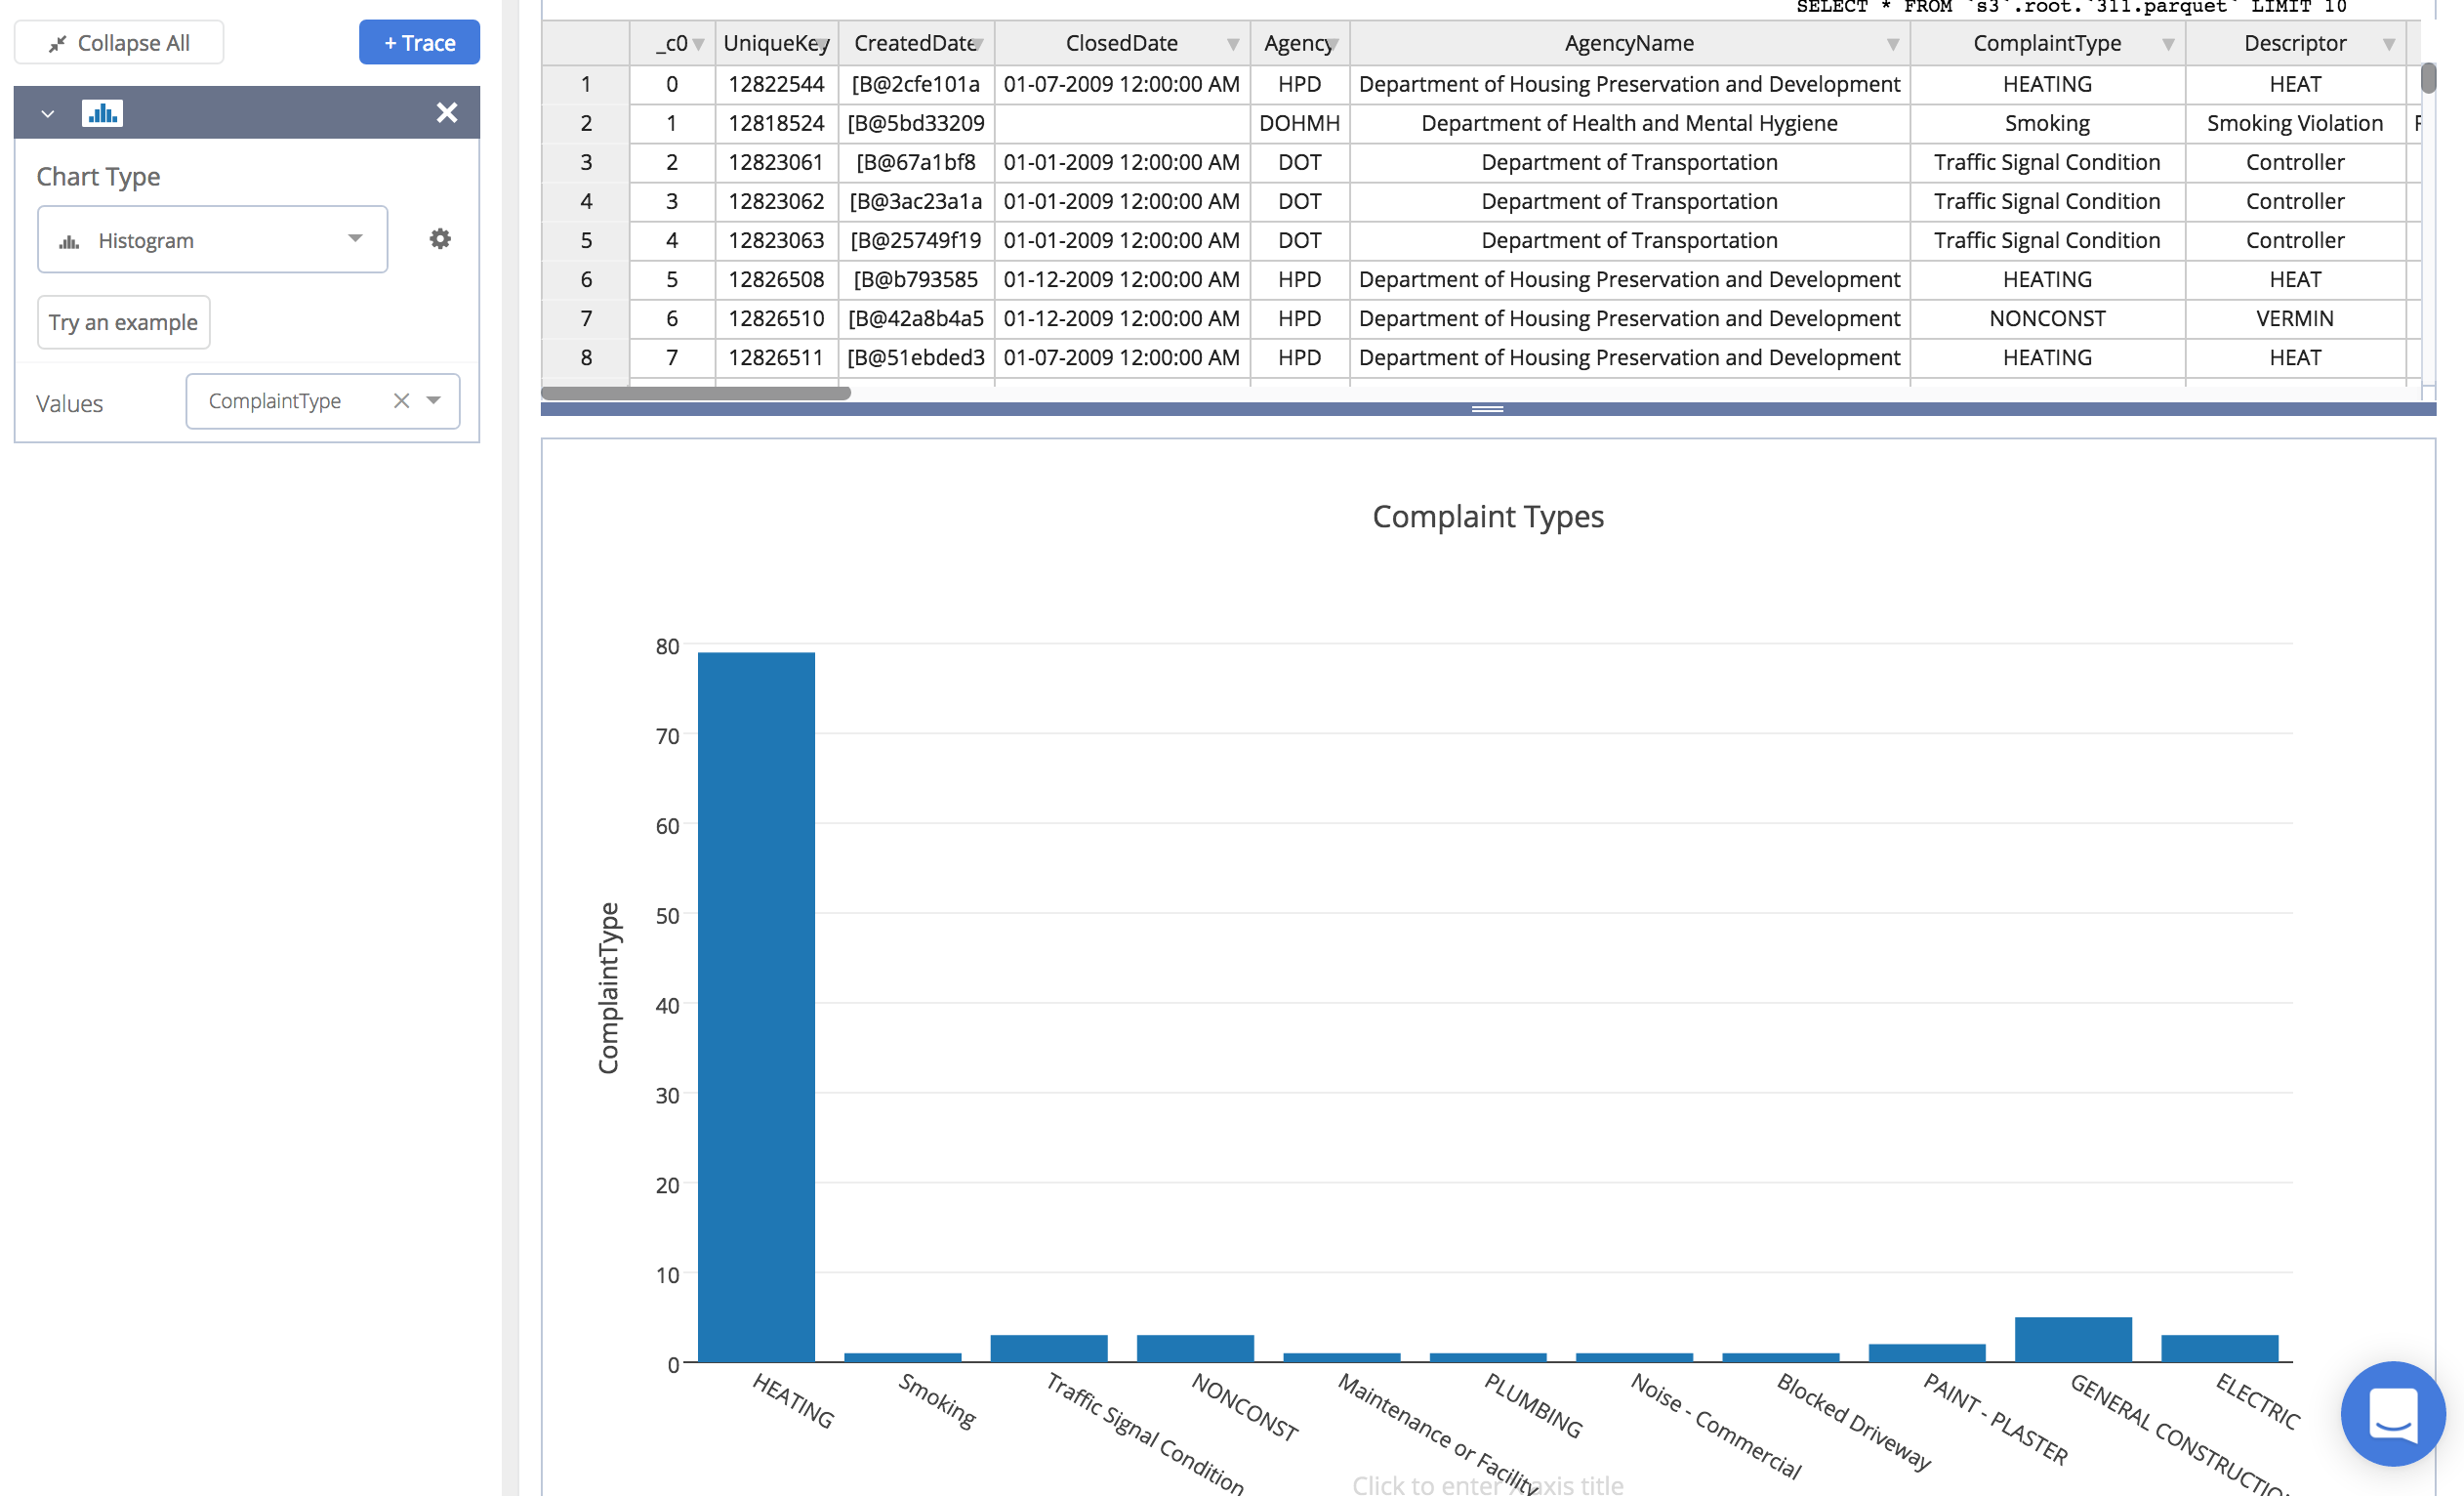 SELECT * FROM `s3`.root.`311.parquet` LIMIT 10
Collapse All
+ Trace
Chart Type
Histogram
Try an example
Values
ComplaintType
_c0 UniqueKey CreatedDate ClosedDate Agency AgencyName ComplaintType Descriptor
1 0 12822544 [B@2cfe101a 01-07-2009 12:00:00 AM HPD Department of Housing Preservation and Development HEATING HEAT
2 1 12818524 [B@5bd33209 DOHMH Department of Health and Mental Hygiene Smoking Smoking Violation
3 2 12823061 [B@67a1bf8 01-01-2009 12:00:00 AM DOT Department of Transportation Traffic Signal Condition Controller
4 3 12823062 [B@3ac23a1a 01-01-2009 12:00:00 AM DOT Department of Transportation Traffic Signal Condition Controller
5 4 12823063 [B@25749f19 01-01-2009 12:00:00 AM DOT Department of Transportation Traffic Signal Condition Controller
6 5 12826508 [B@b793585 01-12-2009 12:00:00 AM HPD Department of Housing Preservation and Development HEATING HEAT
7 6 12826510 [B@42a8b4a5 01-12-2009 12:00:00 AM HPD Department of Housing Preservation and Development NONCONST VERMIN
8 7 12826511 [B@51ebded3 01-07-2009 12:00:00 AM HPD Department of Housing Preservation and Development HEATING HEAT
Complaint Types
80
70
60
50
40
30
20
10
0
ComplaintType
HEATING
Smoking
Traffic Signal Condition
NONCONST
Maintenance or Facility
PLUMBING
Noise - Commercial
Blocked Driveway
PAINT - PLASTER
GENERAL CONSTRUCTIO
ELECTRIC
Click to enter X axis title